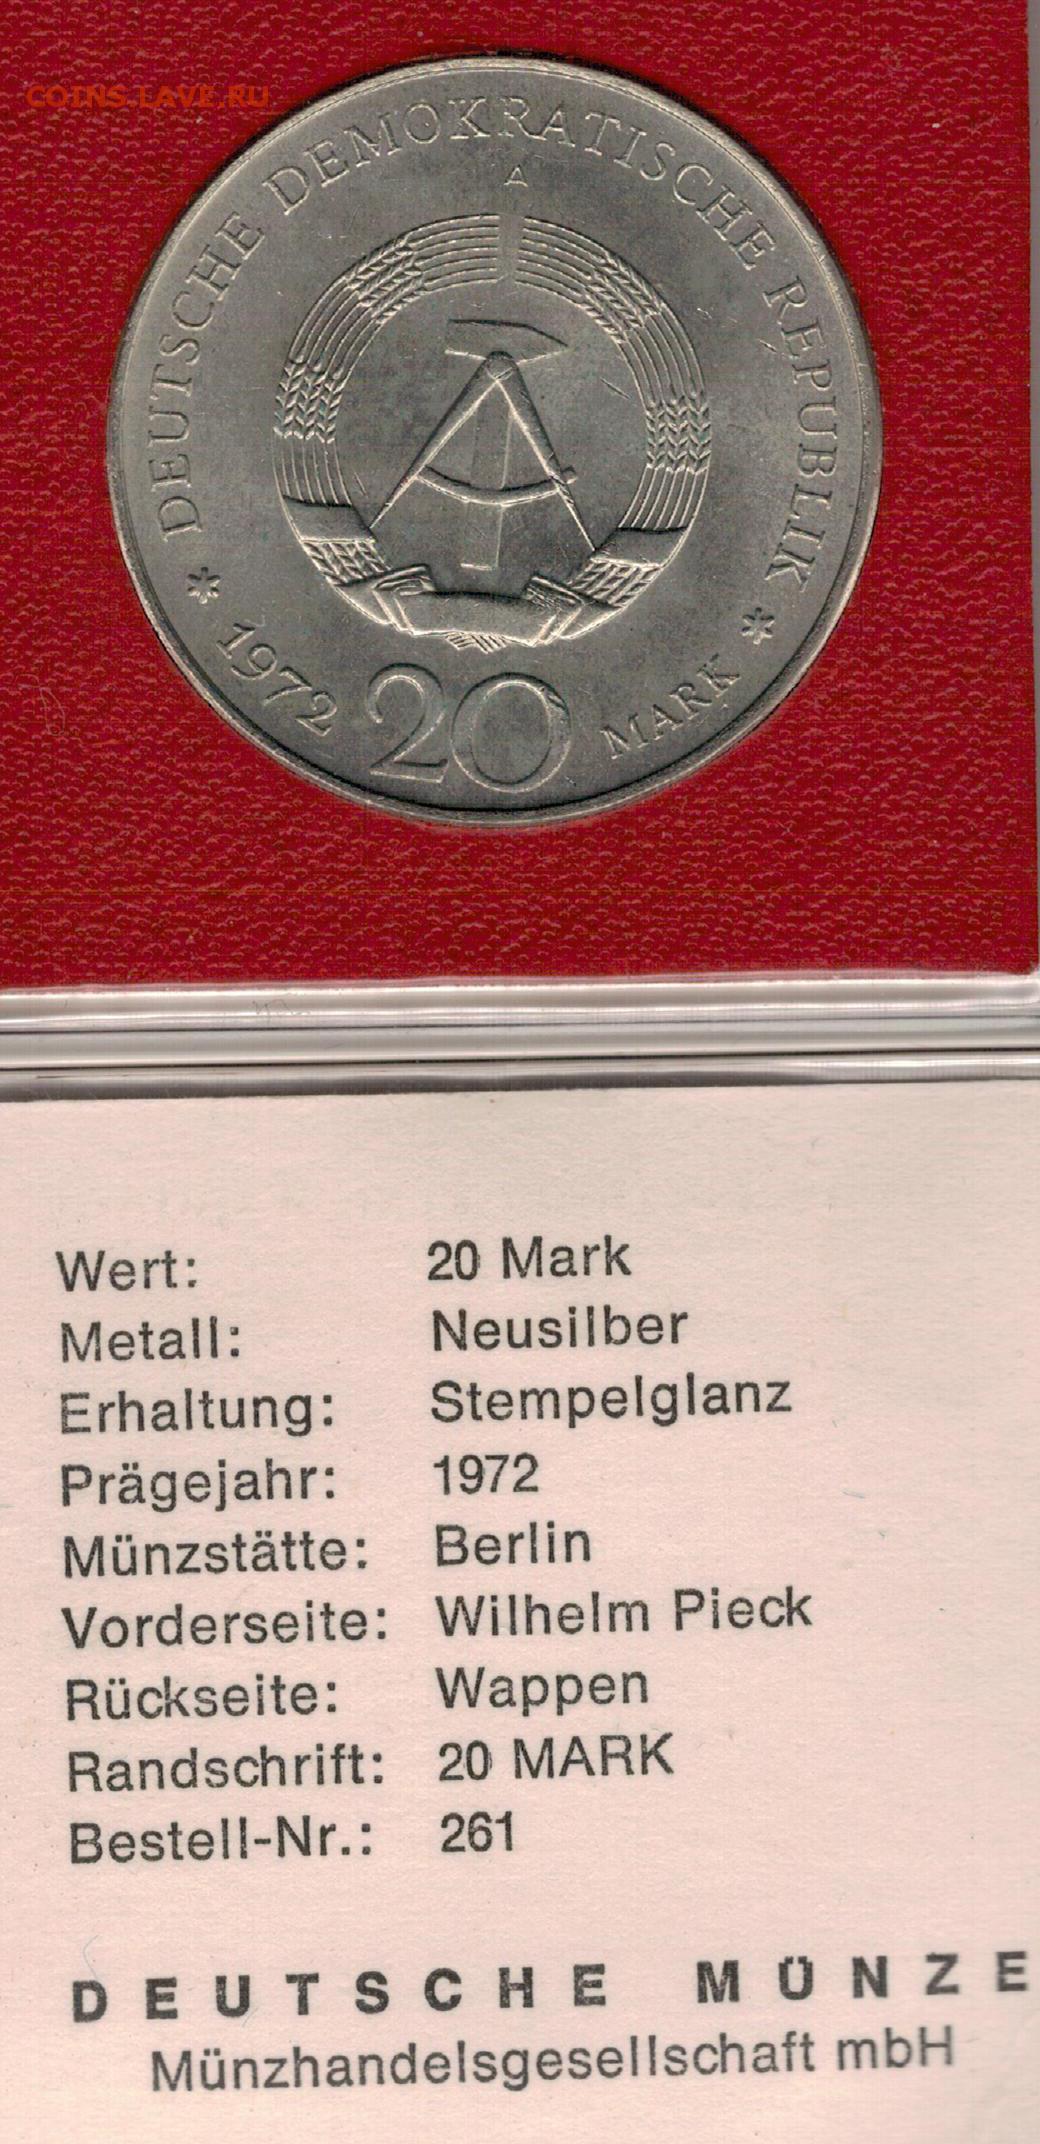 COINS.LAVE.RU
DEUTSCHE DEMOKRATISCHE REPUBLIK
A
* 1972 20 MARK *
Wert: 20 Mark
Metall: Neusilber
Erhaltung: Stempelglanz
Prägejahr: 1972
Münzstätte: Berlin
Vorderseite: Wilhelm Pieck
Rückseite: Wappen
Randschrift: 20 MARK
Bestell-Nr.: 261
DEUTSCHE MÜNZE
Münzhandelsgesellschaft mbH